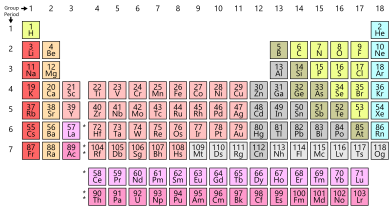 Group → 1 2 3 4 5 6 7 8 9 10 11 12 13 14 15 16 17 18
Period
1 1 2
H He
2 3 4 5 6 7 8 9 10
Li Be B C N O F Ne
3 11 12 13 14 15 16 17 18
Na Mg Al Si P S Cl Ar
4 19 20 21 22 23 24 25 26 27 28 29 30 31 32 33 34 35 36
K Ca Sc Ti V Cr Mn Fe Co Ni Cu Zn Ga Ge As Se Br Kr
5 37 38 39 40 41 42 43 44 45 46 47 48 49 50 51 52 53 54
Rb Sr Y Zr Nb Mo Tc Ru Rh Pd Ag Cd In Sn Sb Te I Xe
6 55 56 57 * 72 73 74 75 76 77 78 79 80 81 82 83 84 85 86
Cs Ba La Hf Ta W Re Os Ir Pt Au Hg Tl Pb Bi Po At Rn
7 87 88 89 * 104 105 106 107 108 109 110 111 112 113 114 115 116 117 118
Fr Ra Ac * Rf Db Sg Bh Hs Mt Ds Rg Cn Nh Fl Mc Lv Ts Og
* 58 59 60 61 62 63 64 65 66 67 68 69 70 71
Ce Pr Nd Pm Sm Eu Gd Tb Dy Ho Er Tm Yb Lu
* 90 91 92 93 94 95 96 97 98 99 100 101 102 103
* Th Pa U Np Pu Am Cm Bk Cf Es Fm Md No Lr